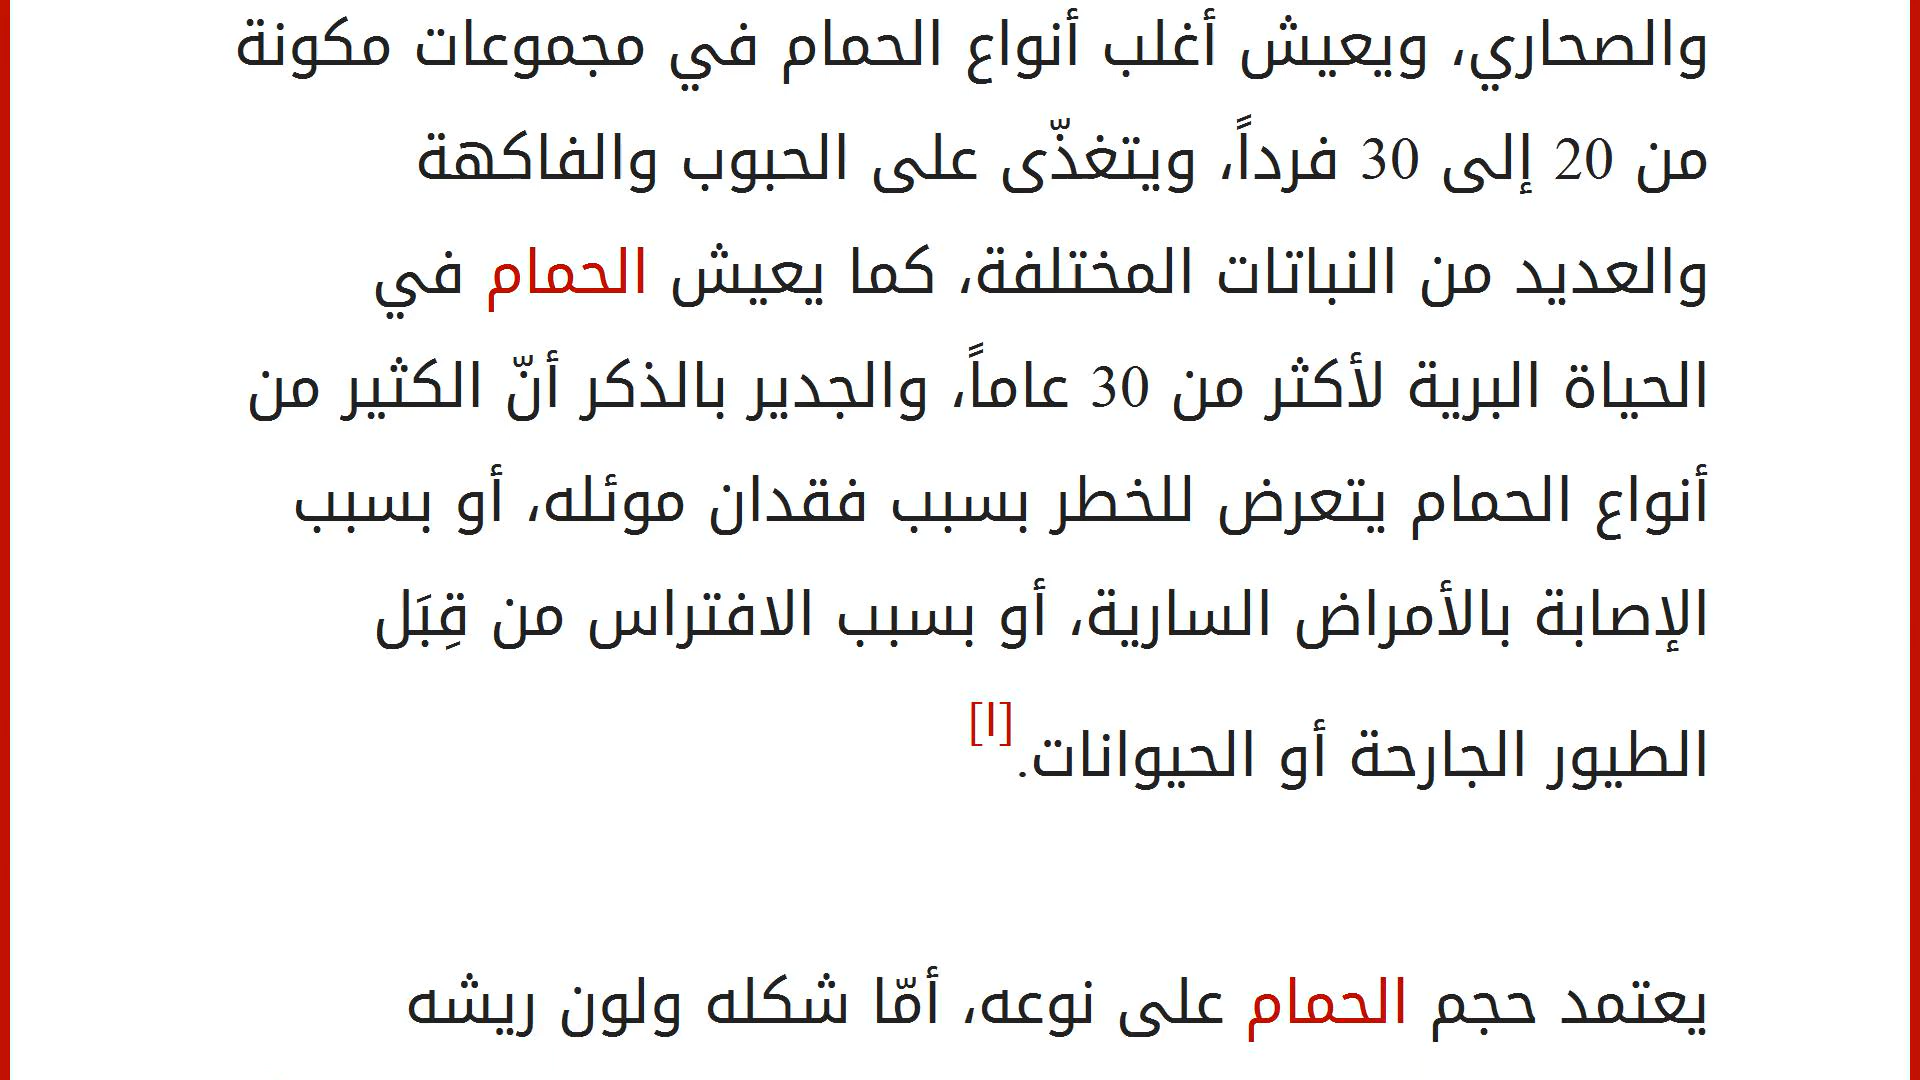 والصحاري، ويعيش أغلب أنواع الحمام في مجموعات مكونة
من 20 إلى 30 فرداً، ويتغذّى على الحبوب والفاكهة
والعديد من النباتات المختلفة، كما يعيش الحمام في
الحياة البرية لأكثر من 30 عاماً، والجدير بالذكر أنّ الكثير من
أنواع الحمام يتعرض للخطر بسبب فقدان موئله، أو بسبب
الإصابة بالأمراض السارية، أو بسبب الافتراس من قِبَل
الطيور الجارحة أو الحيوانات.[١]
يعتمد حجم الحمام على نوعه، أمّا شكله ولون ريشه